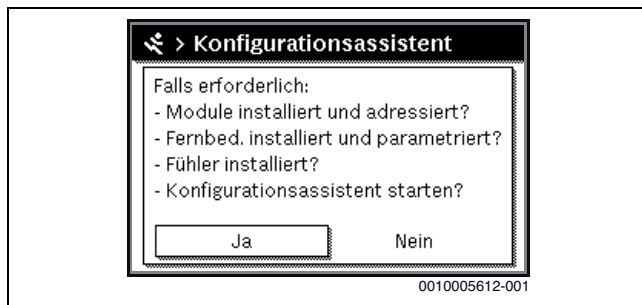 > Konfigurationsassistent
Falls erforderlich:
- Module installiert und adressiert?
- Fernbed. installiert und parametriert?
- Fühler installiert?
- Konfigurationsassistent starten?
Ja Nein
0010005612-001